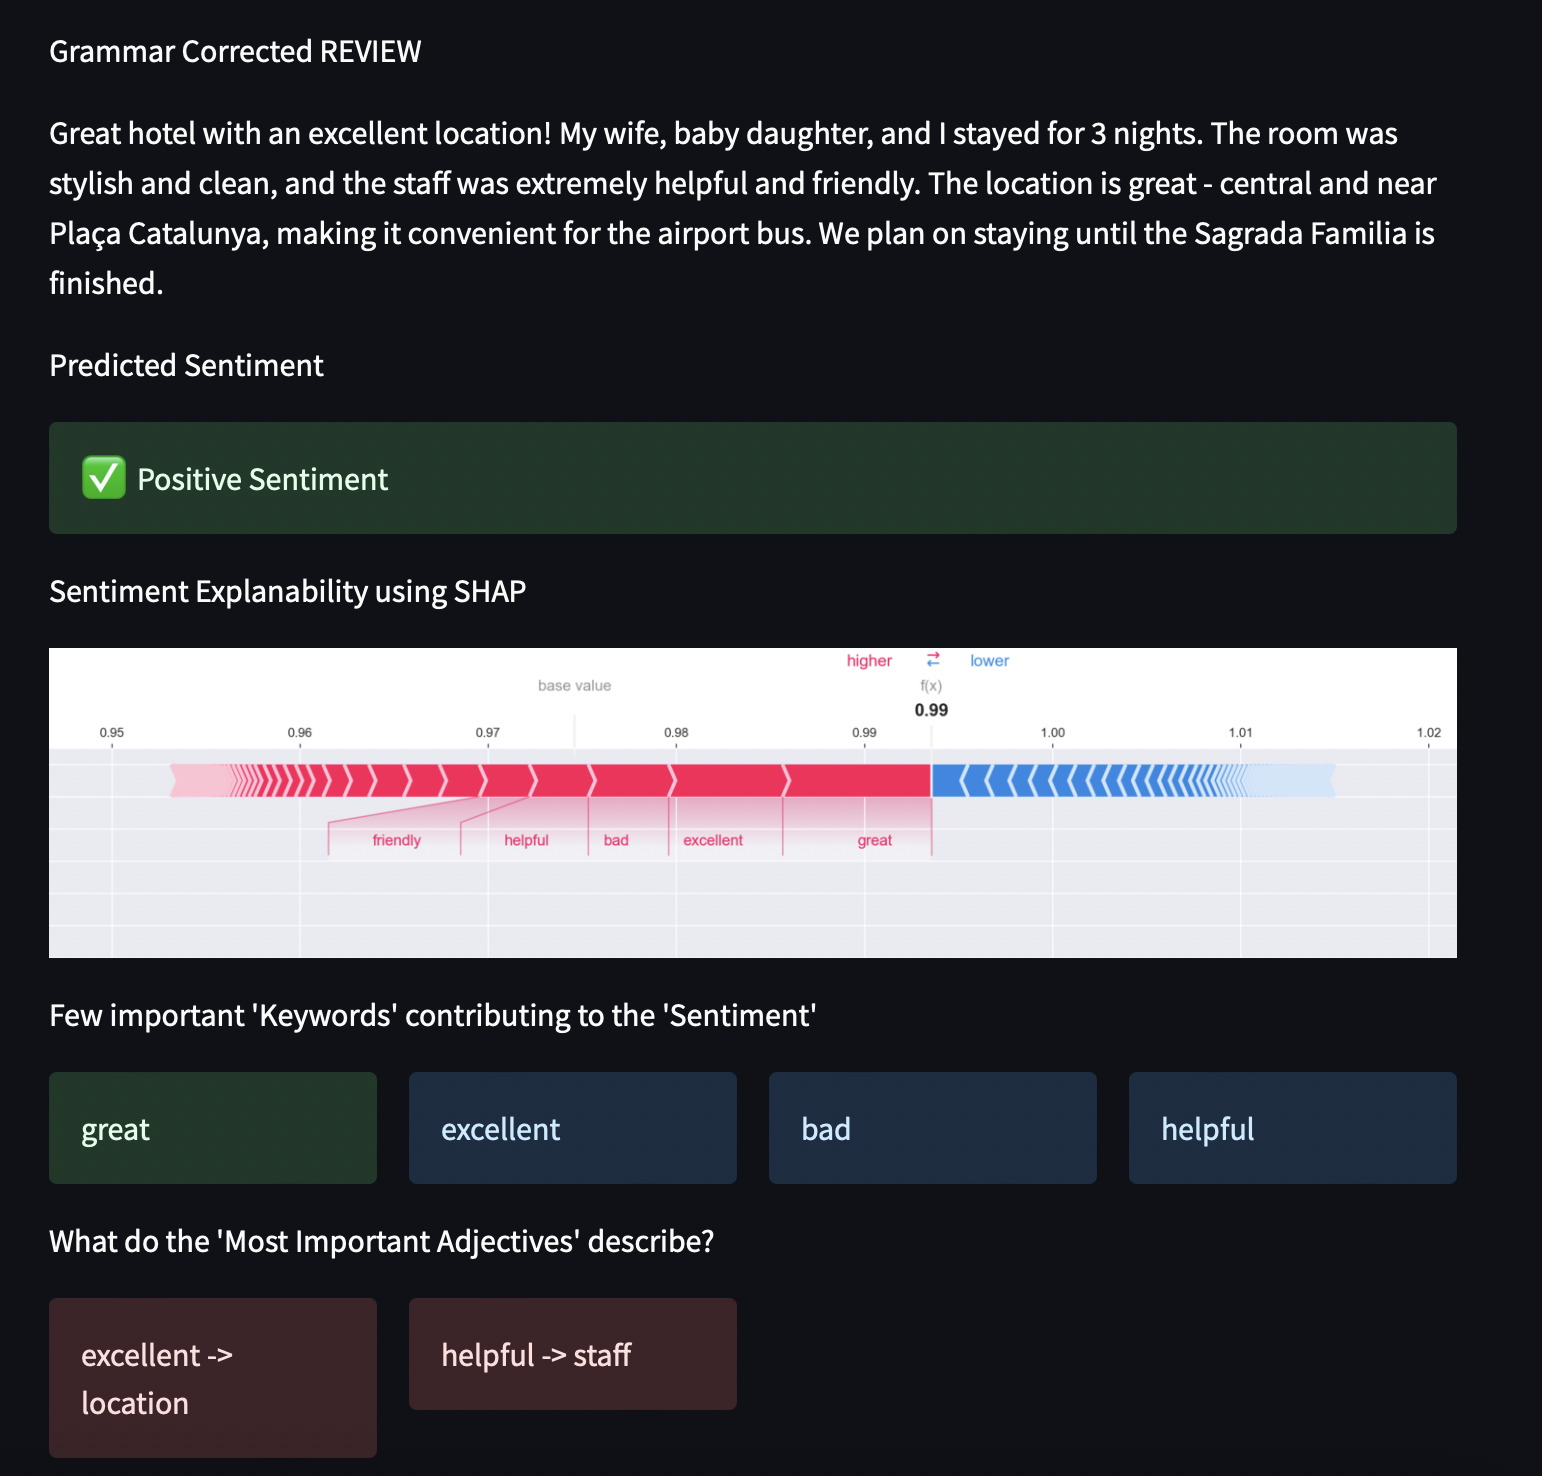 Grammar Corrected REVIEW
Great hotel with an excellent location! My wife, baby daughter, and I stayed for 3 nights. The room was
stylish and clean, and the staff was extremely helpful and friendly. The location is great - central and near
Plaça Catalunya, making it convenient for the airport bus. We plan on staying until the Sagrada Familia is
finished.
Predicted Sentiment
✅ Positive Sentiment
Sentiment Explanability using SHAP
higher ⇄ lower
base value f(x)
0.99
0.95 0.96 0.97 0.98 0.99 1.00 1.01 1.02
friendly helpful bad excellent great
Few important 'Keywords' contributing to the 'Sentiment'
great excellent bad helpful
What do the 'Most Important Adjectives' describe?
excellent -> helpful -> staff
location